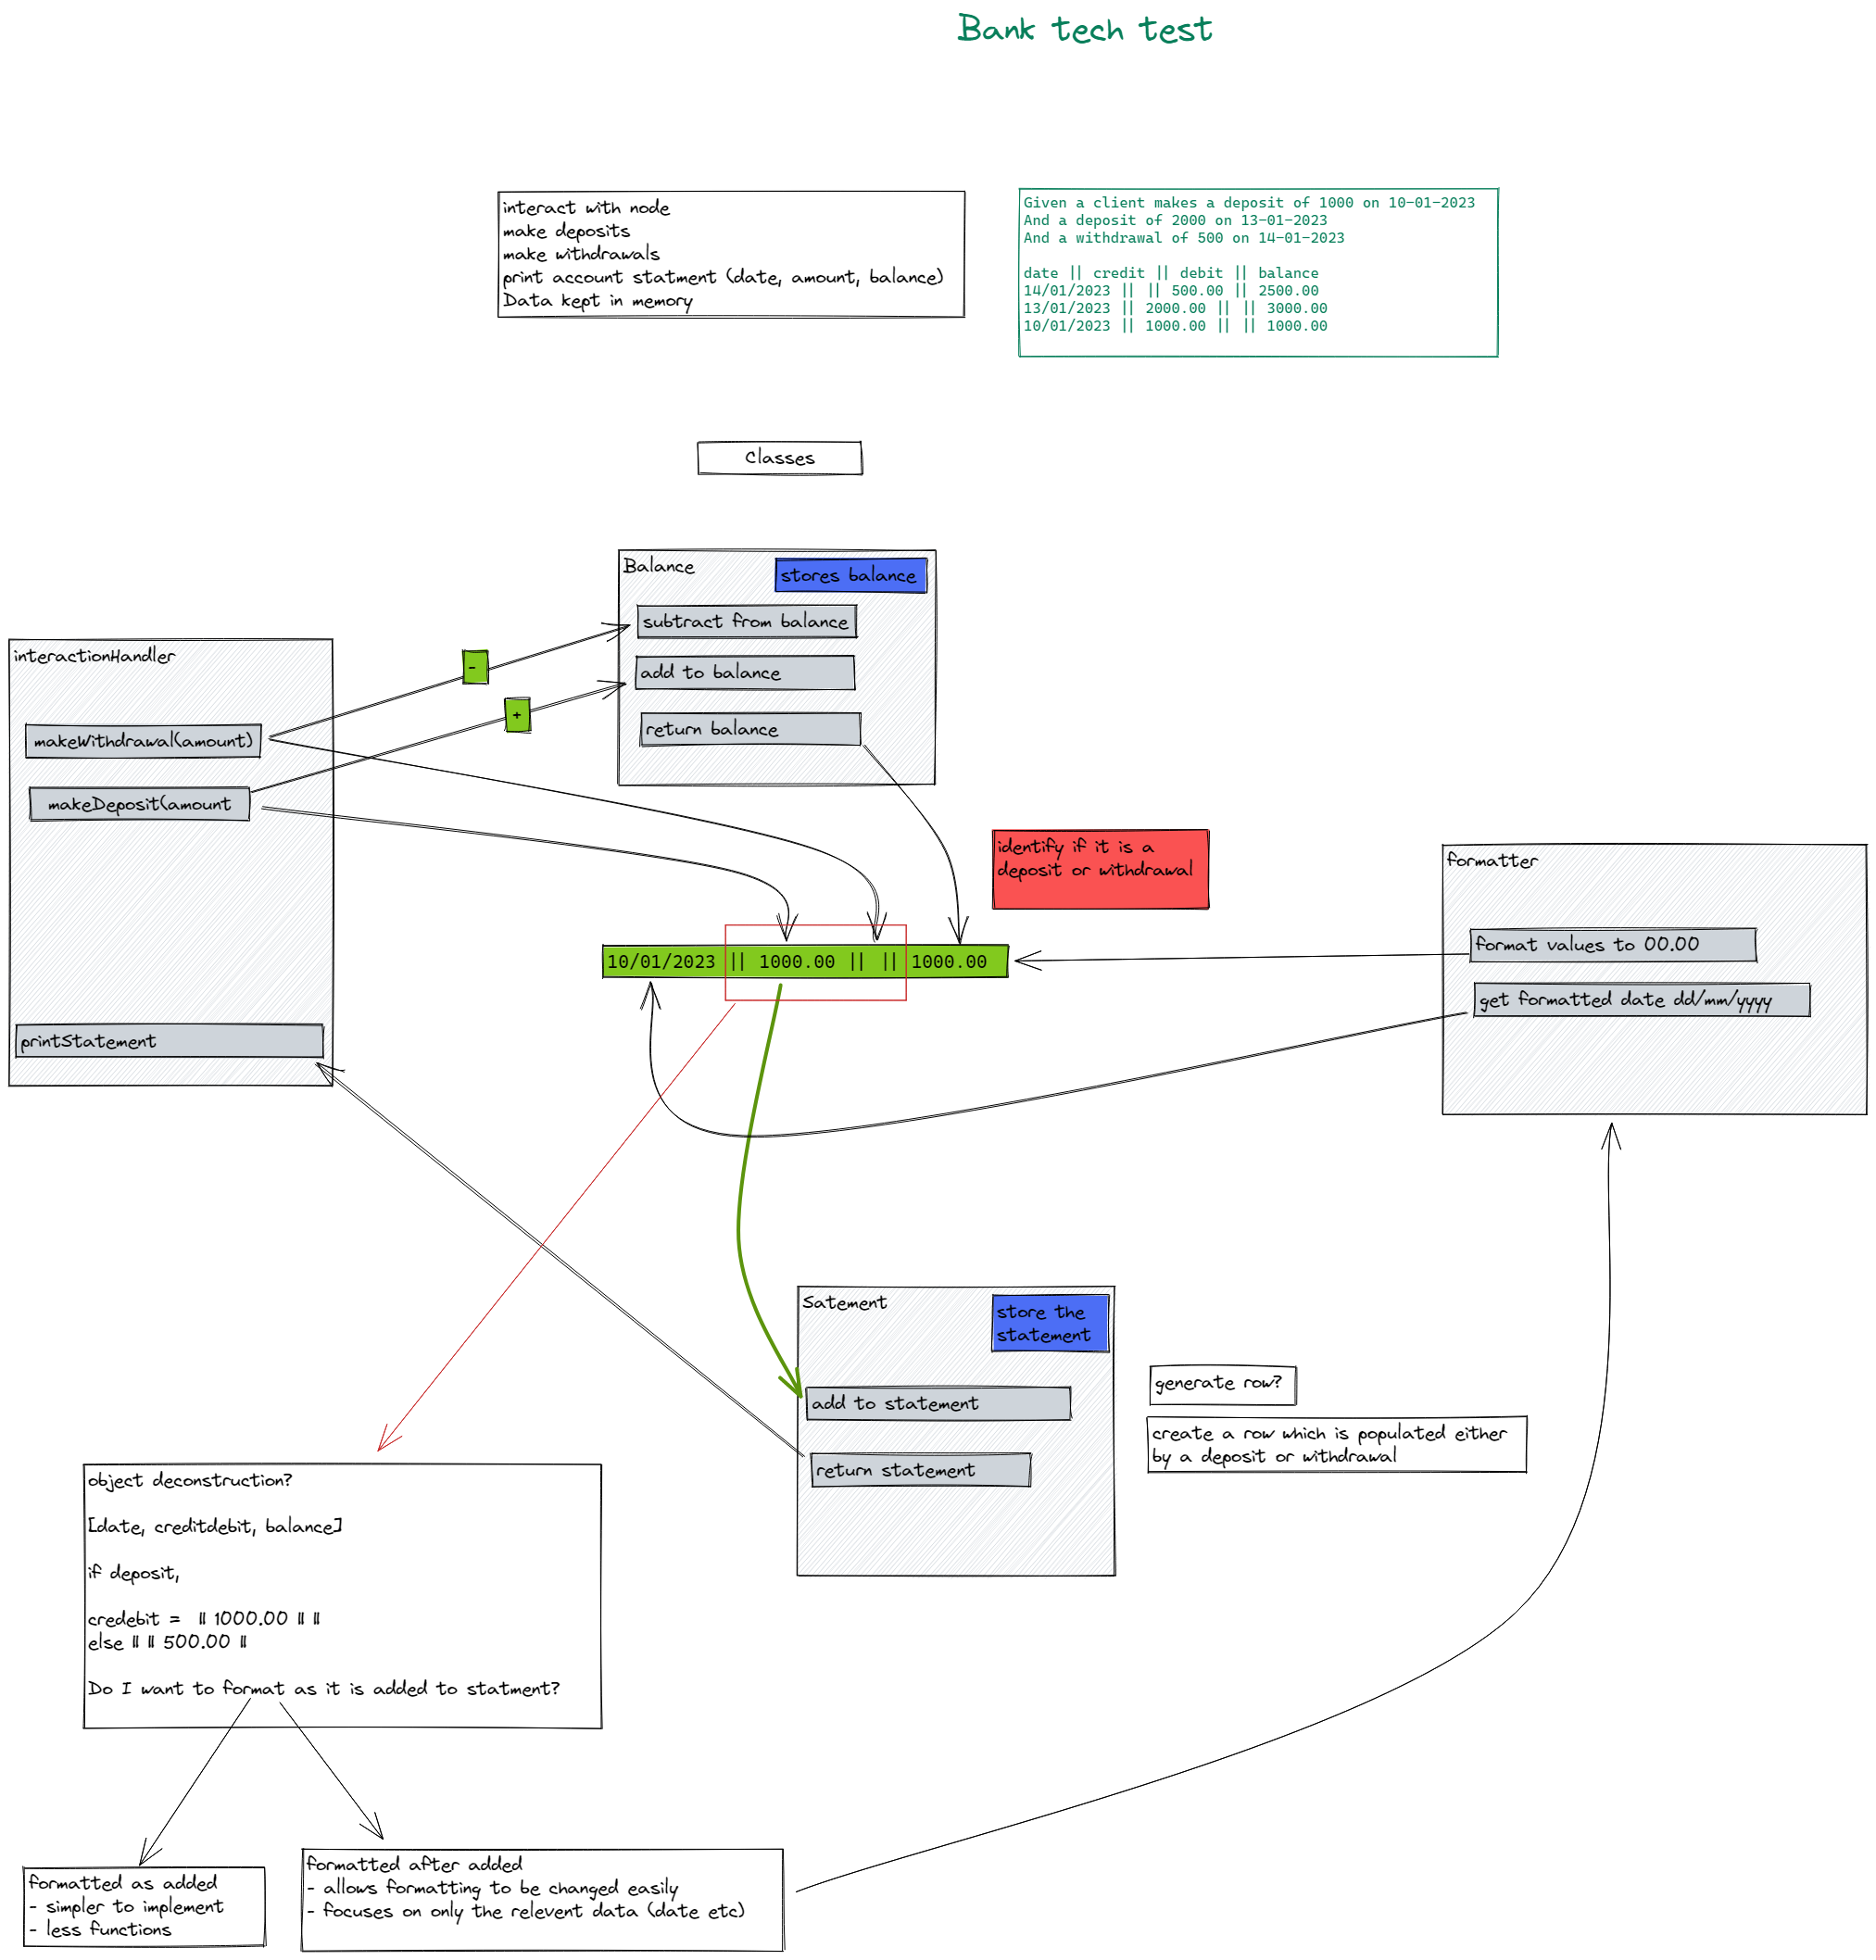 Bank tech test
interact with node
make deposits
make withdrawals
print account statment (date, amount, balance)
Data kept in memory
Given a client makes a deposit of 1000 on 10-01-2023
And a deposit of 2000 on 13-01-2023
And a withdrawal of 500 on 14-01-2023
date || credit || debit || balance
14/01/2023 || || 500.00 || 2500.00
13/01/2023 || 2000.00 || || 3000.00
10/01/2023 || 1000.00 || || 1000.00
Classes
Balance
stores balance
subtract from balance
add to balance
return balance
interactionHandler
-
+
makeWithdrawal(amount)
makeDeposit(amount
printStatement
identify if it is a
deposit or withdrawal
10/01/2023 || 1000.00 || || 1000.00
formatter
format values to 00.00
get formatted date dd/mm/yyyy
Satement
store the
statement
add to statement
return statement
generate row?
create a row which is populated either
by a deposit or withdrawal
object deconstruction?
[date, creditdebit, balance]
if deposit,
credebit = || 1000.00 || ||
else || || 500.00 ||
Do I want to format as it is added to statment?
formatted as added
- simpler to implement
- less functions
formatted after added
- allows formatting to be changed easily
- focuses on only the relevent data (date etc)